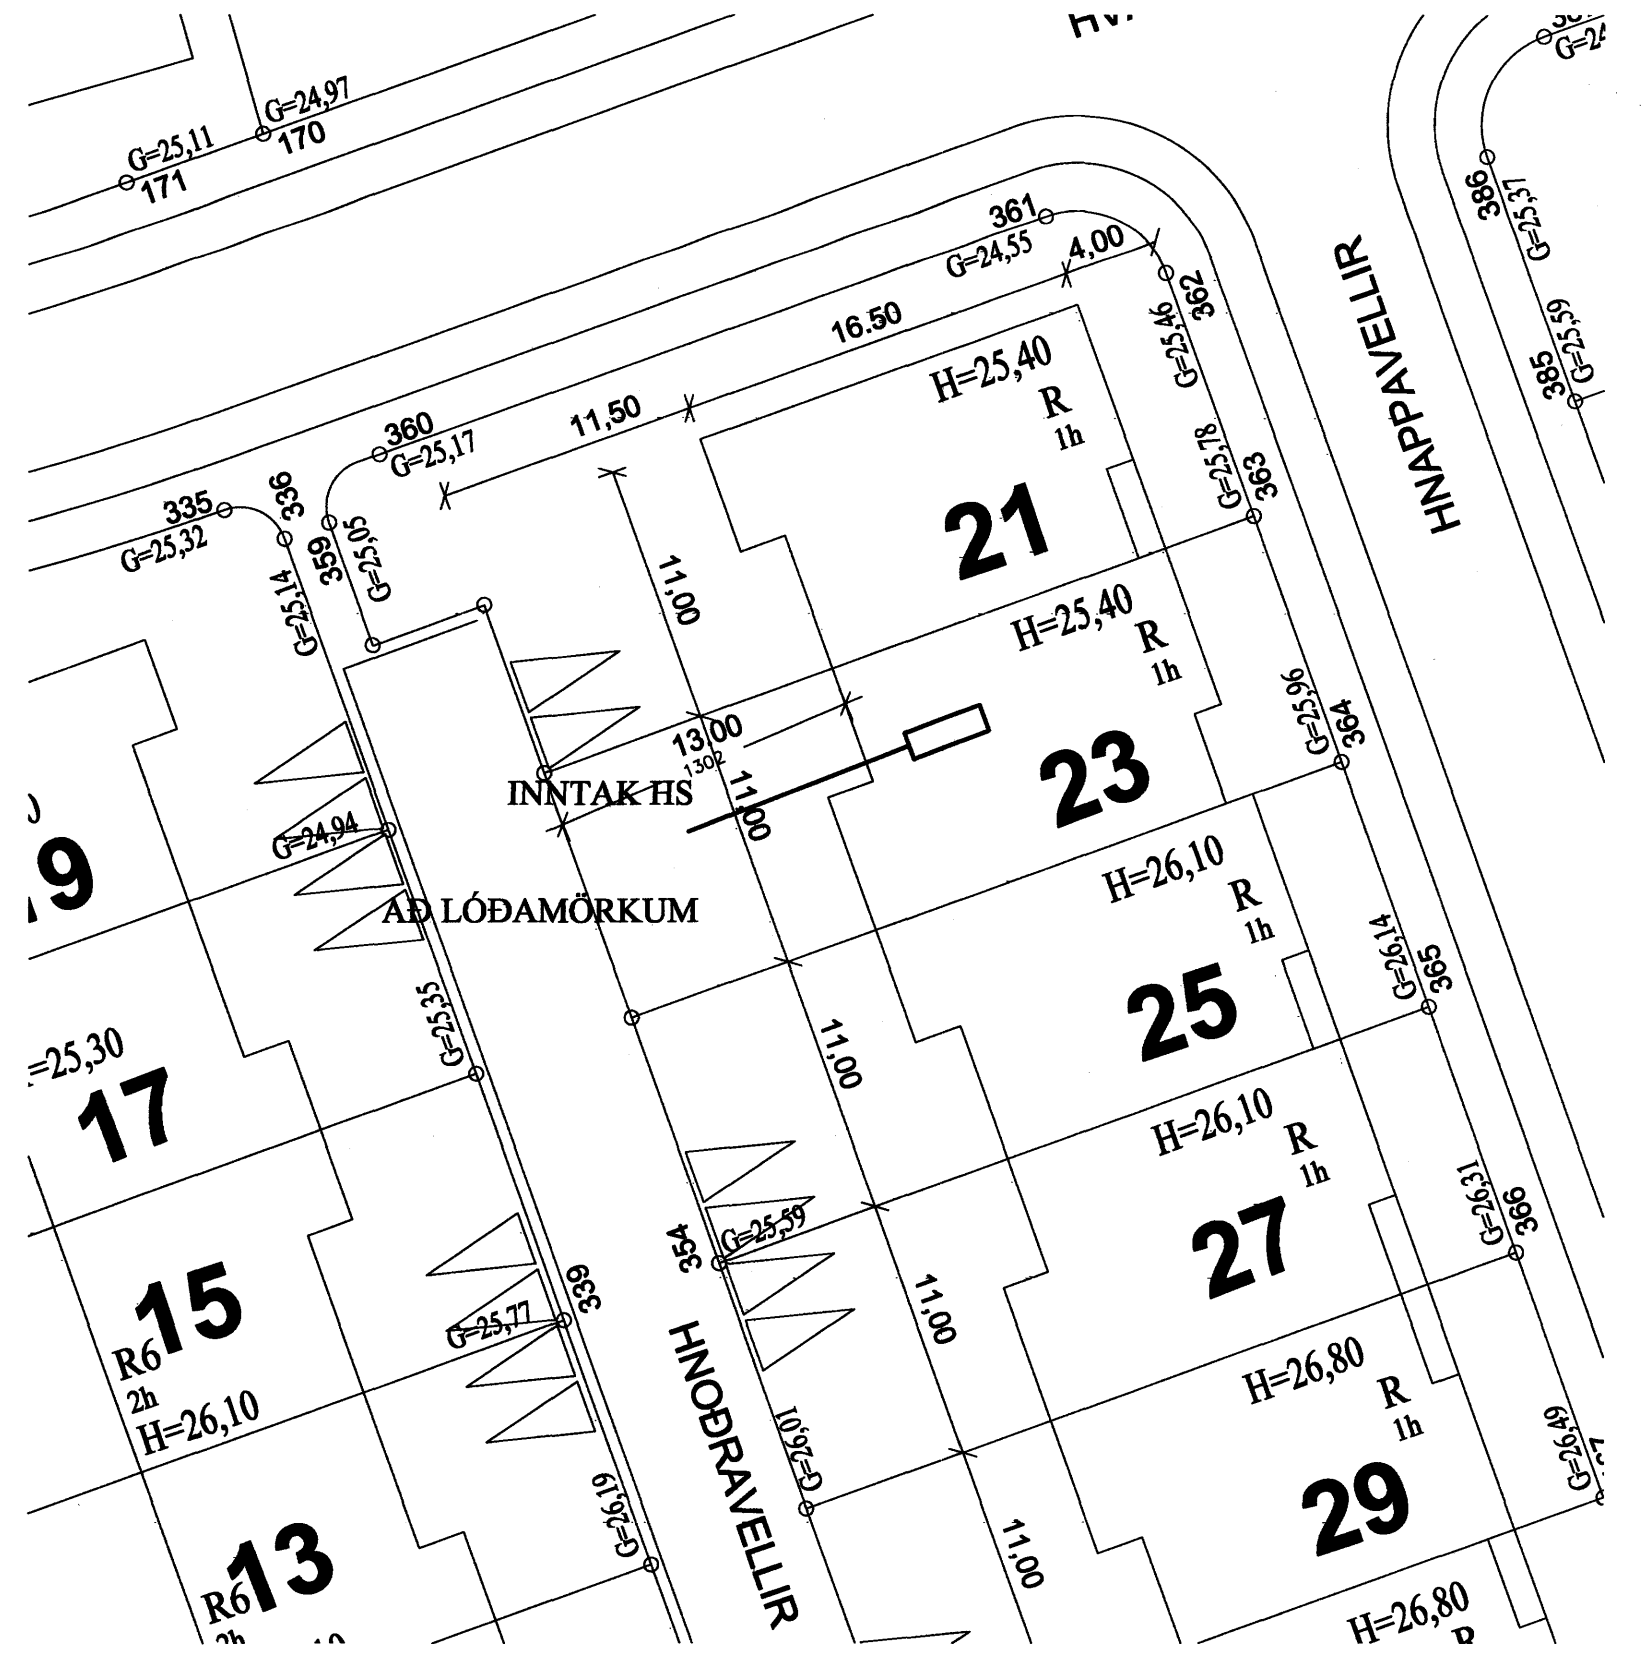 G=24,97
170
G=25,11
171
361
G=24,55
4,00
362
G=25,46
386
G=25,37
HNAPPAVELLIR
385
G=25,59
16.50
11,50
360
G=25,17
336
335
G=25,32
359
G=25,05
G=25,14
H=25,40
R
1h
21
G=25,78
363
11,00
H=25,40
R
1h
23
G=25,96
364
13,00
1302
INNTAK HS
11,00
G=24,94
AÐ LÓÐAMÖRKUM
H=26,10
R
1h
25
G=26,14
365
G=25,35
11,00
=25,30
17
H=26,10
R
1h
27
G=26,31
366
354
G=25,59
339
G=25,77
11,00
15
R6
2h
H=26,10
HNOÐRAVELLIR
H=26,80
R
1h
29
G=26,49
G=26,01
G=26,19
11,00
13
R6
2h
H=26,80
R